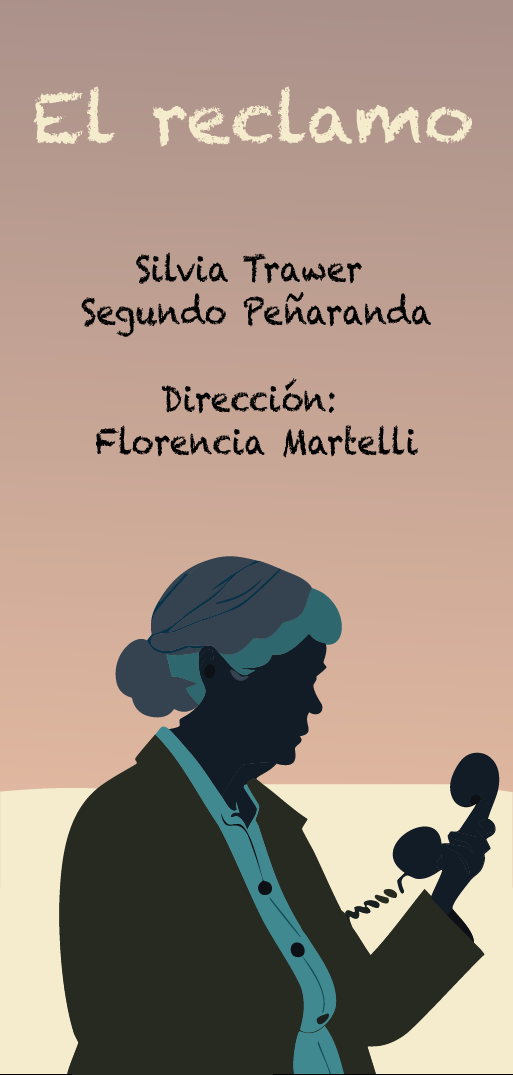 El reclamo
Silvia Trawer
Segundo Peñaranda
Dirección:
Florencia Martelli